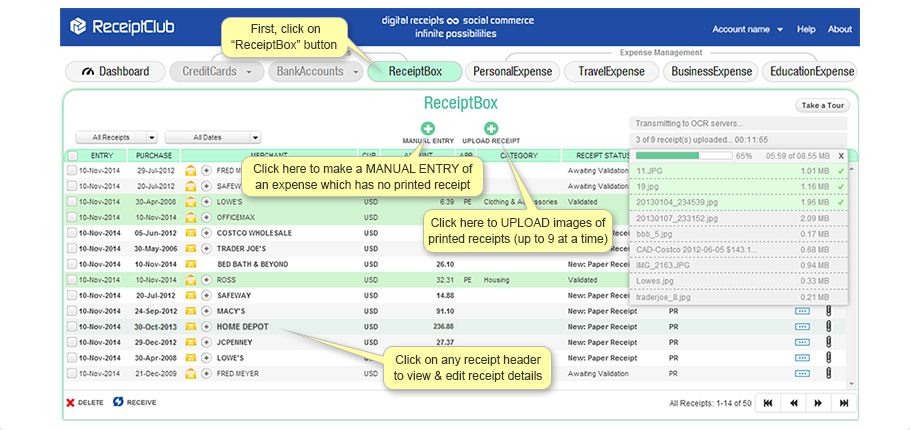 ReceiptClub
digital receipts ∞ social commerce
infinite possibilities
Account name Help About
First, click on
“ReceiptBox” button
Expense Management
Dashboard CreditCards BankAccounts ReceiptBox PersonalExpense TravelExpense BusinessExpense EducationExpense
ReceiptBox
Take a Tour
All Receipts All Dates
MANUAL ENTRY UPLOAD RECEIPT
Transmitting to OCR servers...
3 of 9 receipt(s) uploaded... 00:11:65
65% 05.59 of 08.55 MB X
11.JPG 1.01 MB ✓
19.jpg 1.16 MB ✓
20130104_234539.jpg 1.96 MB ✓
20130107_233152.jpg 2.09 MB
bbb_5.jpg 0.17 MB
CAD-Costco 2012-06-05 $143.1... 0.68 MB
IMG_2163.JPG 0.94 MB
Lowes.jpg 0.33 MB
traderjoe_8.jpg 0.21 MB
ENTRY PURCHASE MERCHANT CUR AMOUNT APP CATEGORY RECEIPT STATUS
Click here to make a MANUAL ENTRY of
an expense which has no printed receipt
Click here to UPLOAD images of
printed receipts (up to 9 at a time)
10-Nov-2014 29-Jul-2012 FRED Awaiting Validation
10-Nov-2014 20-Jul-2012 SAFEW Awaiting Validation
10-Nov-2014 30-Apr-2008 LOWE'S USD 6.39 PE Clothing & Accessories Validated
10-Nov-2014 10-Nov-2014 OFFICEMAX USD
10-Nov-2014 05-Jun-2012 COSTCO WHOLESALE USD
10-Nov-2014 30-May-2006 TRADER JOE'S USD
10-Nov-2014 10-Nov-2014 BED BATH & BEYOND 26.10 New: Paper Receipt
10-Nov-2014 10-Nov-2014 ROSS USD 32.31 PE Housing Validated
10-Nov-2014 20-Jul-2012 SAFEWAY USD 14.88 New: Paper Receipt
10-Nov-2014 24-Sep-2012 MACY'S USD 91.10 New: Paper Receipt PR
10-Nov-2014 30-Oct-2013 HOME DEPOT USD 236.88 New: Paper Receipt PR
10-Nov-2014 29-Dec-2012 JCPENNEY USD 27.37 New: Paper Receipt PR
10-Nov-2014 30-Apr-2008 LOWE'S USD New: Paper Receipt PR
10-Nov-2014 21-Dec-2009 FRED MEYER USD Awaiting Validation PR
Click on any receipt header
to view & edit receipt details
DELETE RECEIVE
All Receipts: 1-14 of 50